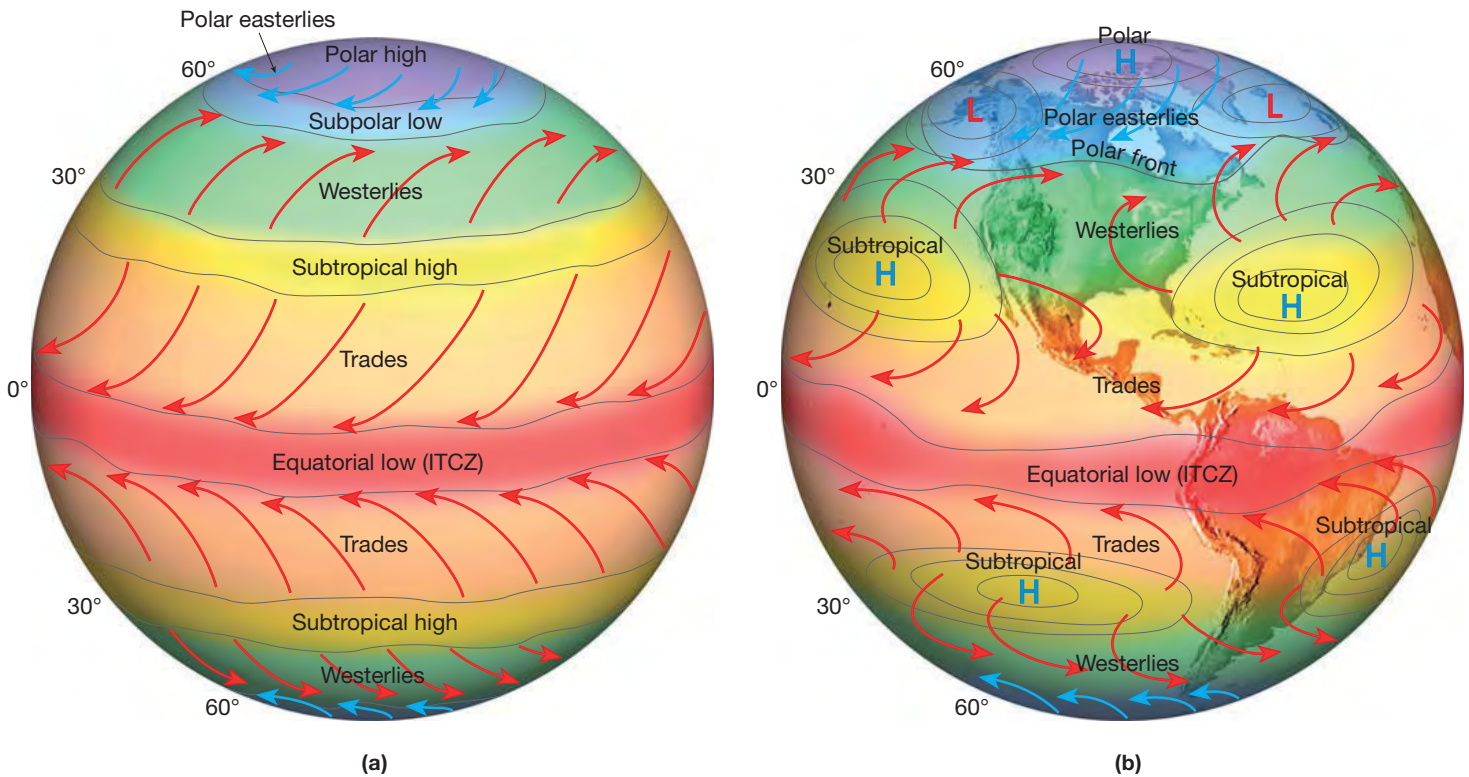 Polar easterlies
Polar high
60°
Subpolar low
30°
Westerlies
Subtropical high
Trades
0°
Equatorial low (ITCZ)
Trades
30°
Subtropical high
Westerlies
60°
(a)
Polar
H
60°
L
L
Polar easterlies
Polar front
30°
Westerlies
Subtropical
H
Subtropical
H
Trades
0°
Equatorial low (ITCZ)
Subtropical
H
Trades
Subtropical
H
30°
Westerlies
60°
(b)